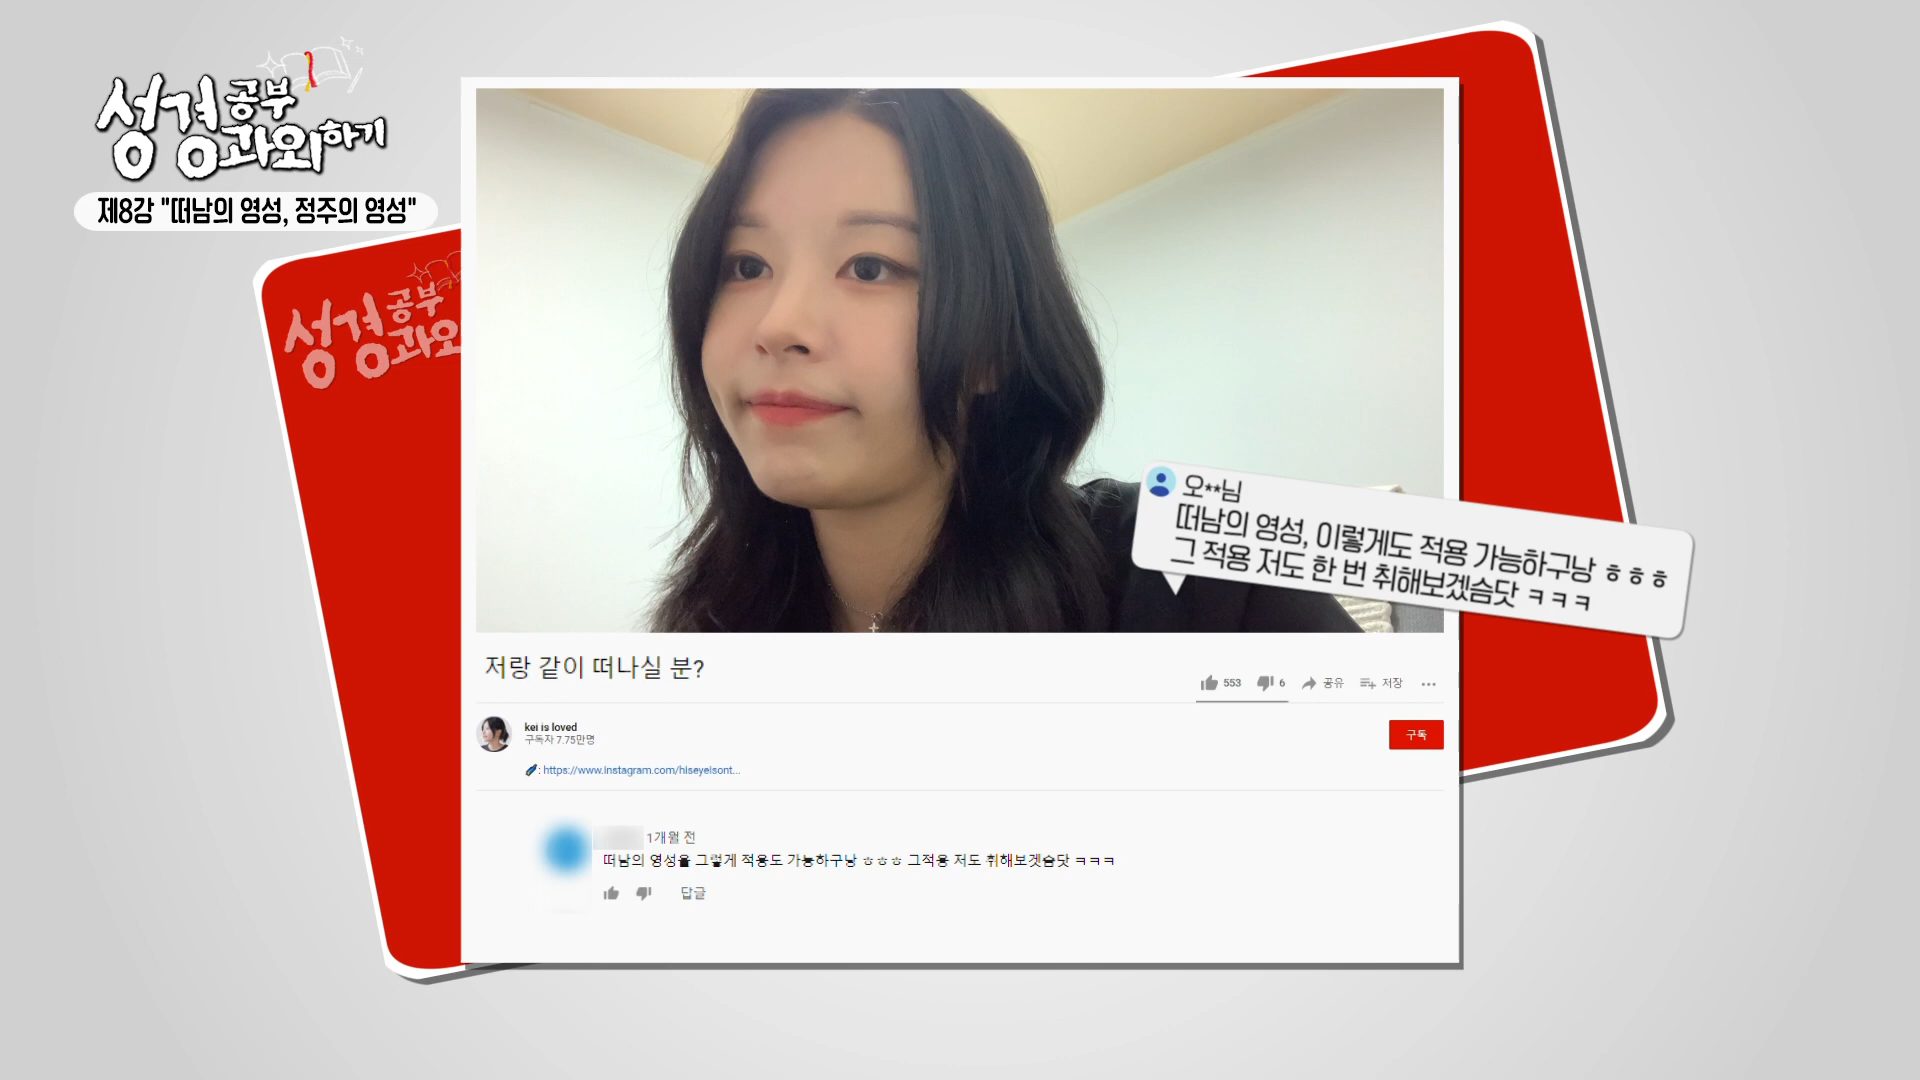 성경공부
과외하기
제8강 "떠남의 영성, 정주의 영성"
성경공부
과외
오**님
떠남의 영성, 이렇게도 적용 가능하구낭 ㅎㅎㅎ
그 적용 저도 한 번 취해보겠슴닷 ㅋㅋㅋ
저랑 같이 떠나실 분?
553 6 공유 저장 ...
kei is loved
구독자 7.75만명
구독
: https://www.instagram.com/hiseyeisont...
1개월 전
떠남의 영성을 그렇게 적용도 가능하구낭 ㅎㅎㅎ 그적용 저도 취해보겟슴닷 ㅋㅋㅋ
답글